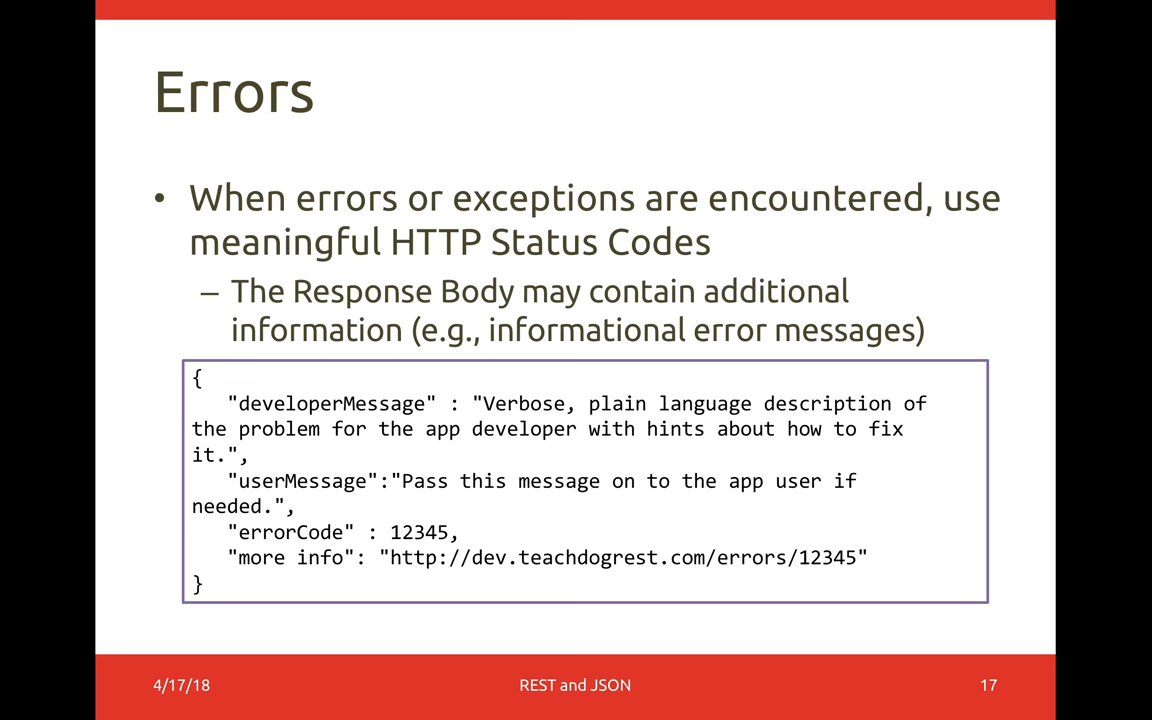 Errors
• When errors or exceptions are encountered, use
meaningful HTTP Status Codes
– The Response Body may contain additional
information (e.g., informational error messages)
{
   "developerMessage" : "Verbose, plain language description of
the problem for the app developer with hints about how to fix
it.",
   "userMessage":"Pass this message on to the app user if
needed.",
   "errorCode" : 12345,
   "more info": "http://dev.teachdogrest.com/errors/12345"
}
4/17/18
REST and JSON
17